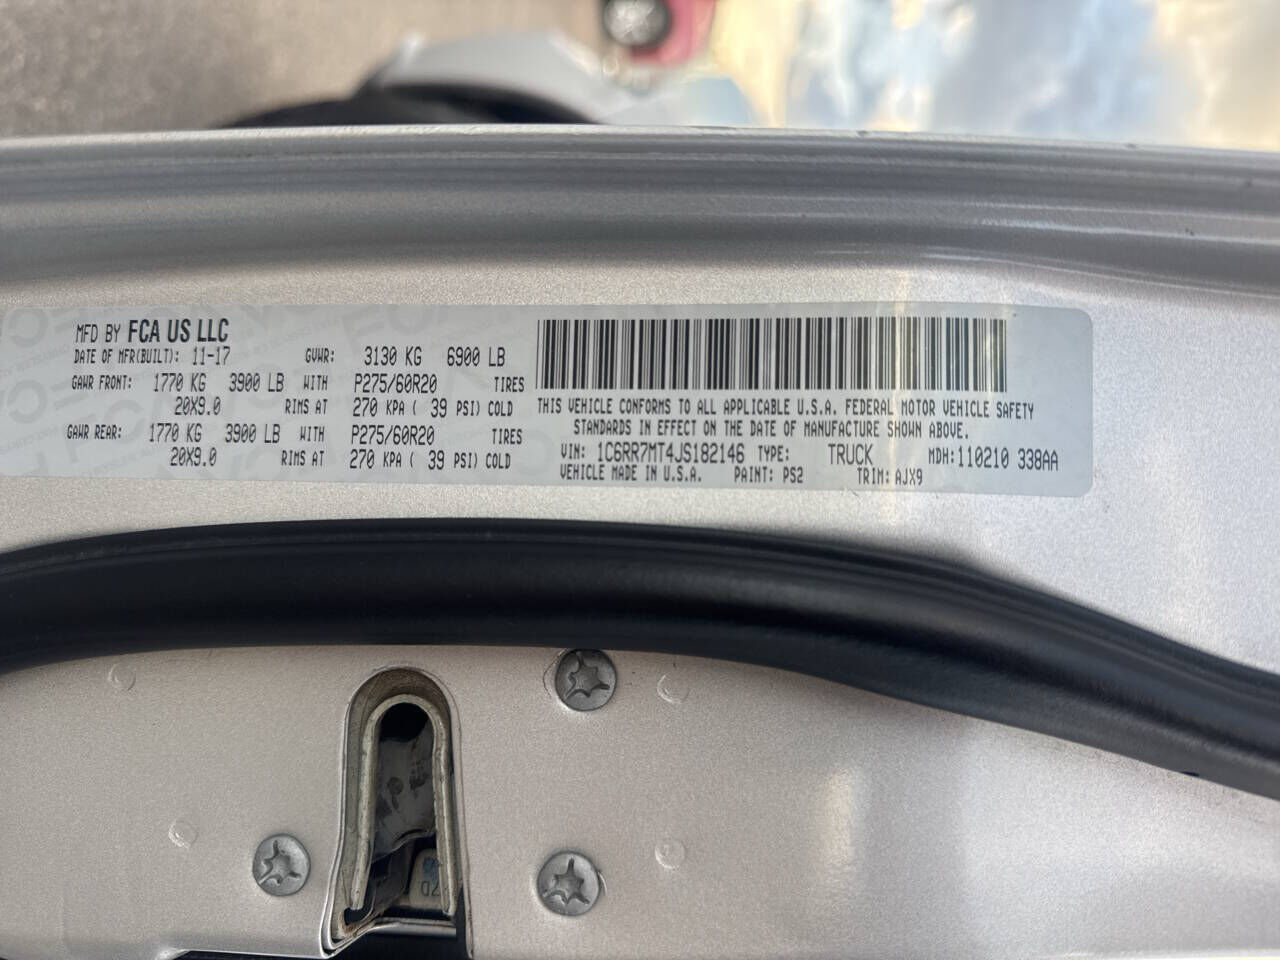 MFD BY FCA US LLC
DATE OF MFR(BUILT): 11-17 GVWR: 3130 KG 6900 LB
GAWR FRONT: 1770 KG 3900 LB WITH P275/60R20 TIRES
20X9.0 RIMS AT 270 KPA ( 39 PSI) COLD
GAWR REAR: 1770 KG 3900 LB WITH P275/60R20 TIRES
20X9.0 RIMS AT 270 KPA ( 39 PSI) COLD
THIS VEHICLE CONFORMS TO ALL APPLICABLE U.S.A. FEDERAL MOTOR VEHICLE SAFETY
STANDARDS IN EFFECT ON THE DATE OF MANUFACTURE SHOWN ABOVE.
VIN: 1C6RR7MT4JS182146 TYPE: TRUCK MDH:110210 338AA
VEHICLE MADE IN U.S.A. PAINT: PS2 TRIM: AJX9